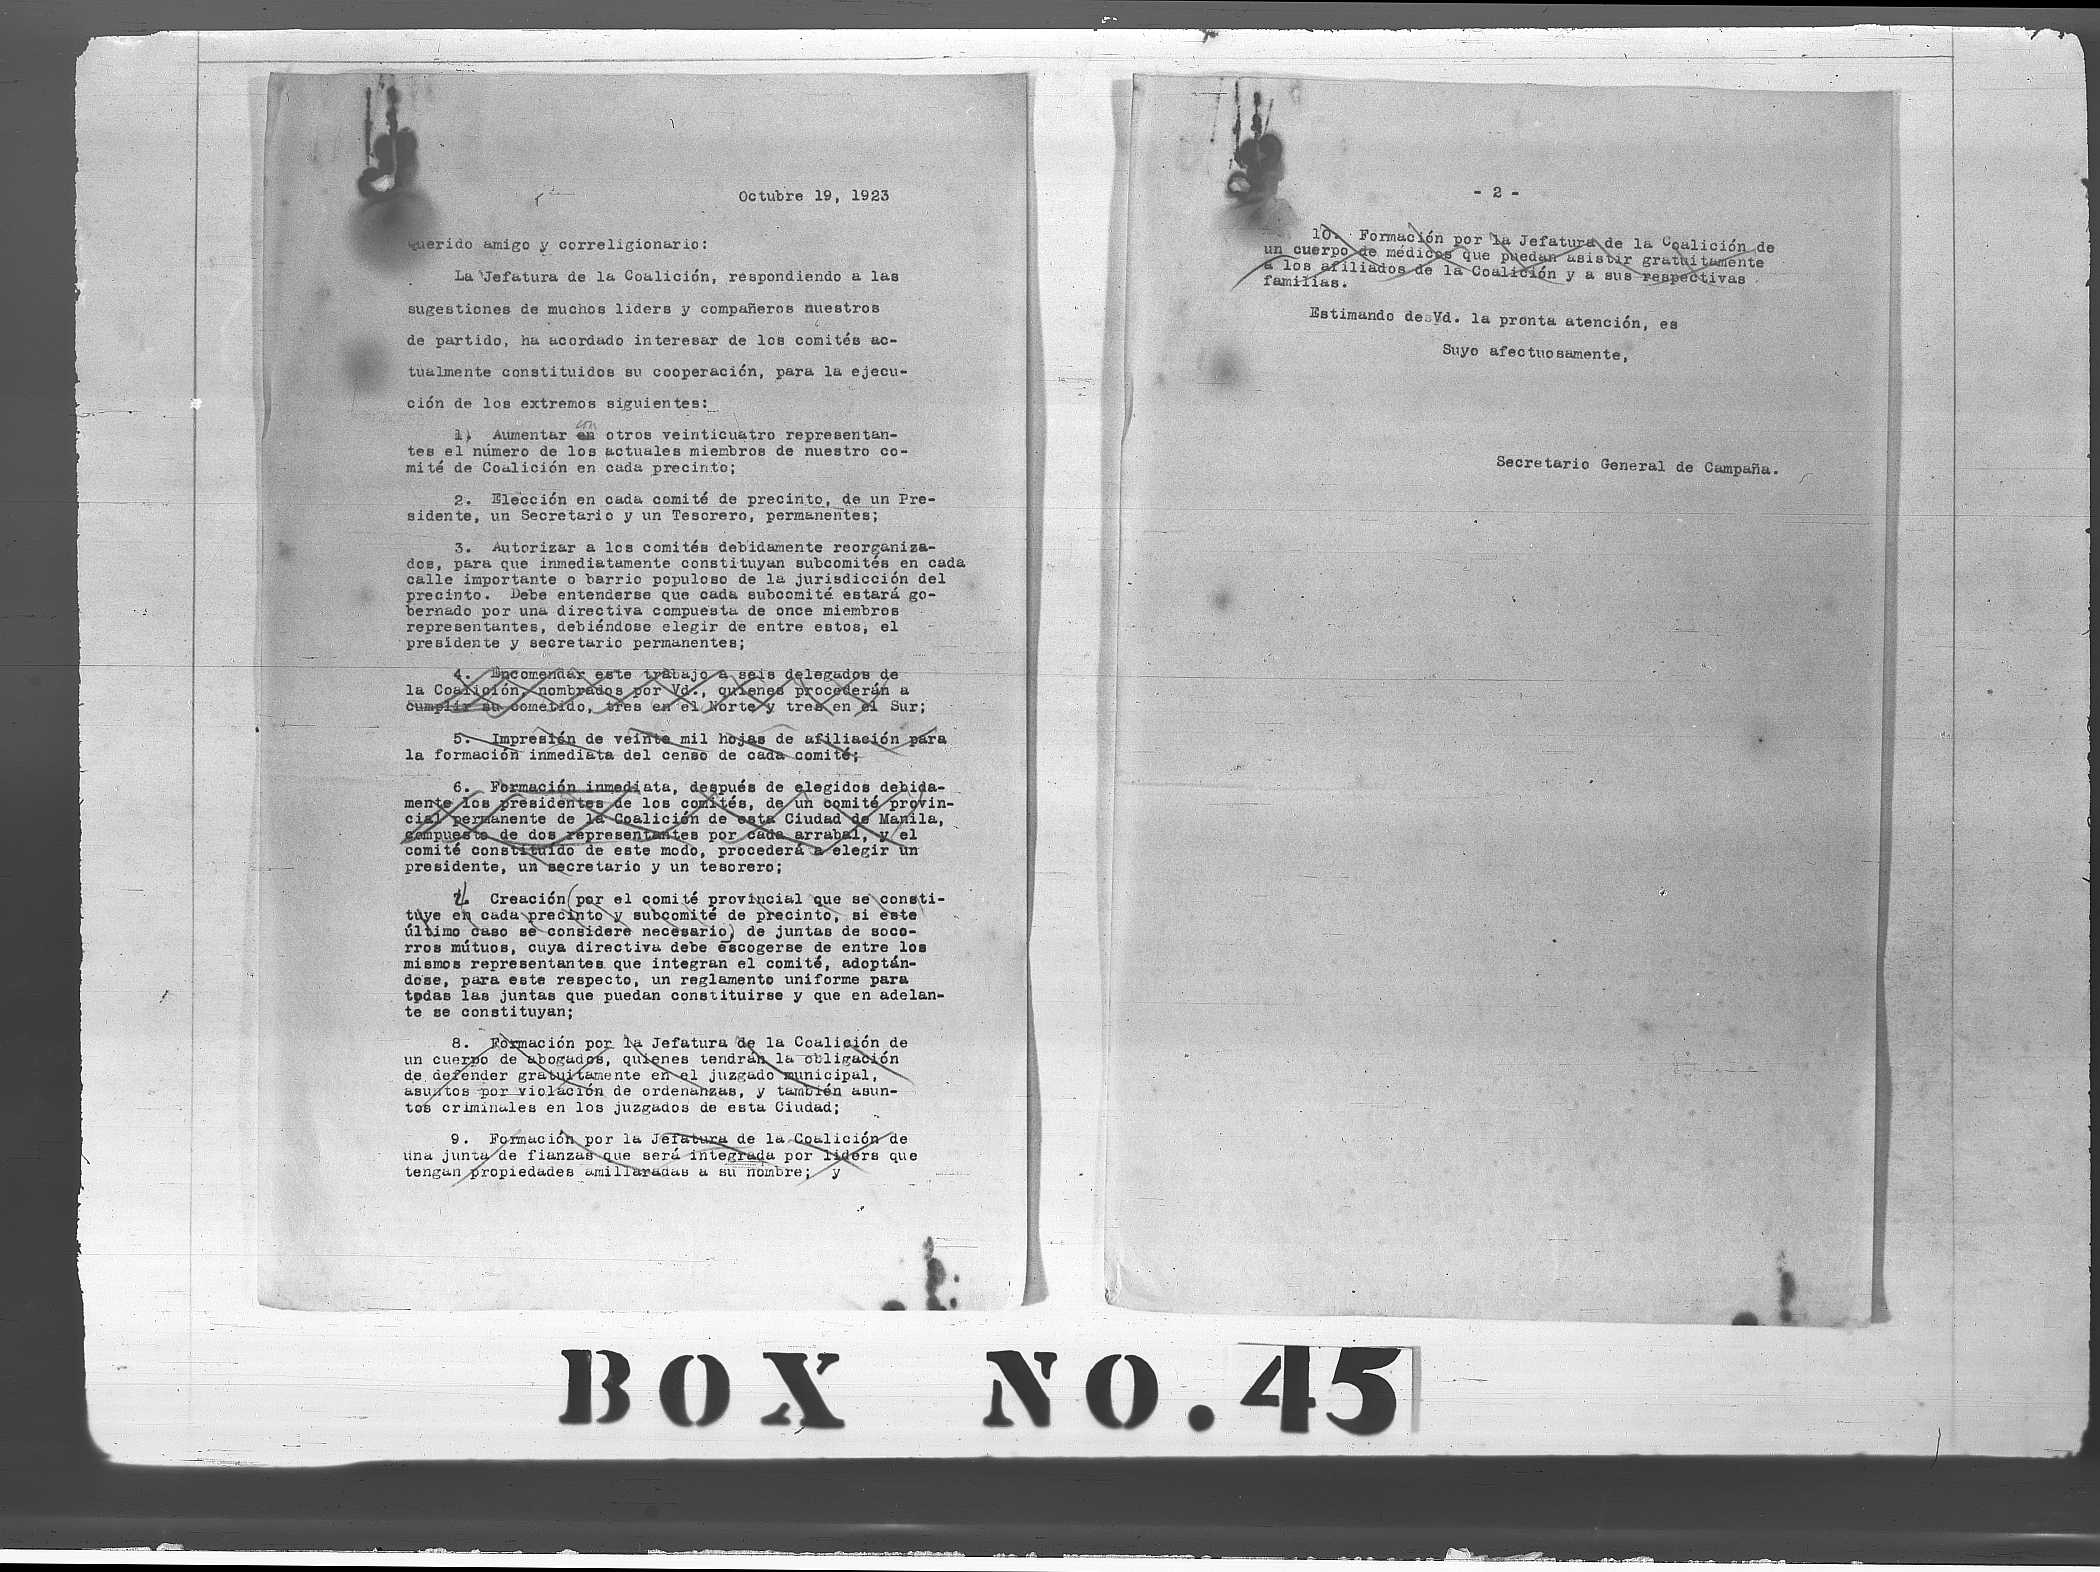 Octubre 19, 1923
Querido amigo y correligionario:
La Jefatura de la Coalición, respondiendo a las
sugestiones de muchos liders y compañeros nuestros
de partido, ha acordado interesar de los comités ac-
tualmente constituidos su cooperación, para la ejecu-
ción de los extremos siguientes:
con
1) Aumentar en otros veinticuatro representan-
tes el número de los actuales miembros de nuestro co-
mité de Coalición en cada precinto;
2. Elección en cada comité de precinto, de un Pre-
sidente, un Secretario y un Tesorero, permanentes;
3. Autorizar a los comités debidamente reorganiza-
dos, para que inmediatamente constituyan subcomités en cada
calle importante o barrio populoso de la jurisdicción del
precinto. Debe entenderse que cada subcomité estará go-
bernado por una directiva compuesta de once miembros
representantes, debiéndose elegir de entre estos, el
presidente y secretario permanentes;
4. Encomendar este trabajo a seis delegados de
la Coalición, nombrados por Vd., quienes procederán a
cumplir su cometido, tres en el Norte y tres en el Sur;
5. Impresión de veinte mil hojas de afiliación para
la formación inmediata del censo de cada comité;
6. Formación inmediata, después de elegidos debida-
mente los presidentes de los comités, de un comité provin-
cial permanente de la Coalición de esta Ciudad de Manila,
compuesto de dos representantes por cada arrabal, y el
comité constituído de este modo, procederá a elegir un
presidente, un secretario y un tesorero;
Creación (por el comité provincial que se consti-
tuye en cada precinto y subcomité de precinto, si este
último caso se considere necesario) de juntas de soco-
rros mútuos, cuya directiva debe escogerse de entre los
mismos representantes que integran el comité, adoptán-
dose, para este respecto, un reglamento uniforme para
todas las juntas que puedan constituirse y que en adelan-
te se constituyan;
8. Formación por la Jefatura de la Coalición de
un cuerpo de abogados, quienes tendrán la obligación
de defender gratuitamente en el juzgado municipal,
asuntos por violación de ordenanzas, y también asun-
tos criminales en los juzgados de esta Ciudad;
9. Formación por la Jefatura de la Coalición de
una junta de fianzas que será integrada por liders que
tengan propiedades amillaradas a su nombre; y
- 2 -
10. Formación por la Jefatura de la Coalición de
un cuerpo de médicos que puedan asistir gratuitamente
a los afiliados de la Coalición y a sus respectivas
familias.
Estimando de Vd. la pronta atención, es
Suyo afectuosamente,
Secretario General de Campaña.
BOX NO. 45